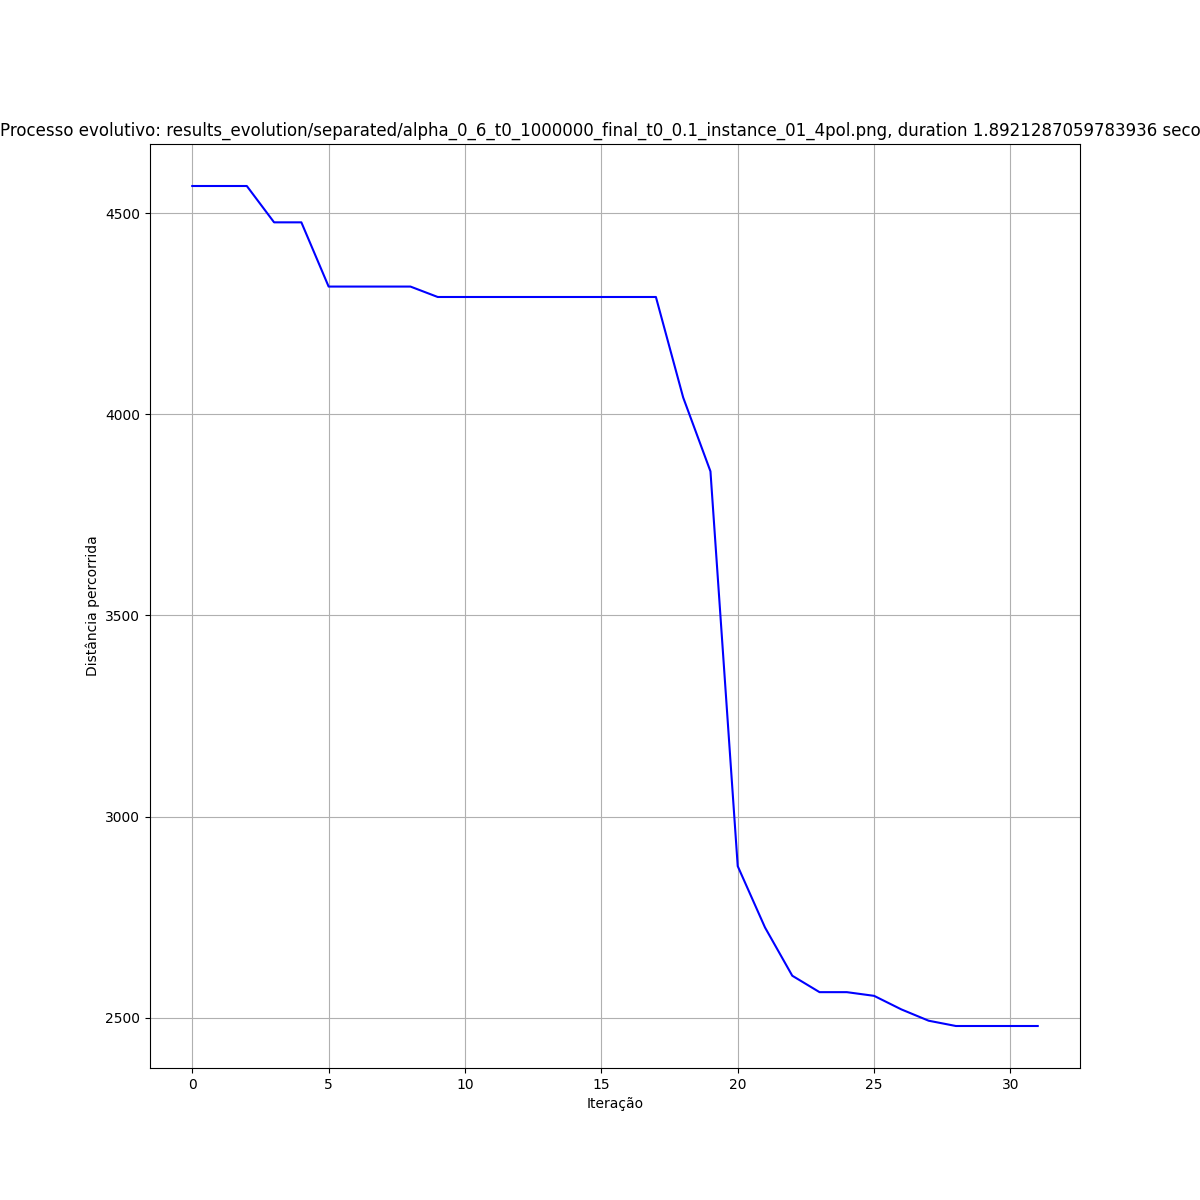 Processo evolutivo: results_evolution/separated/alpha_0_6_t0_1000000_final_t0_0.1_instance_01_4pol.png, duration 1.8921287059783936 seco
4500
4000
3500
3000
2500
Distância percorrida
0 5 10 15 20 25 30
Iteração